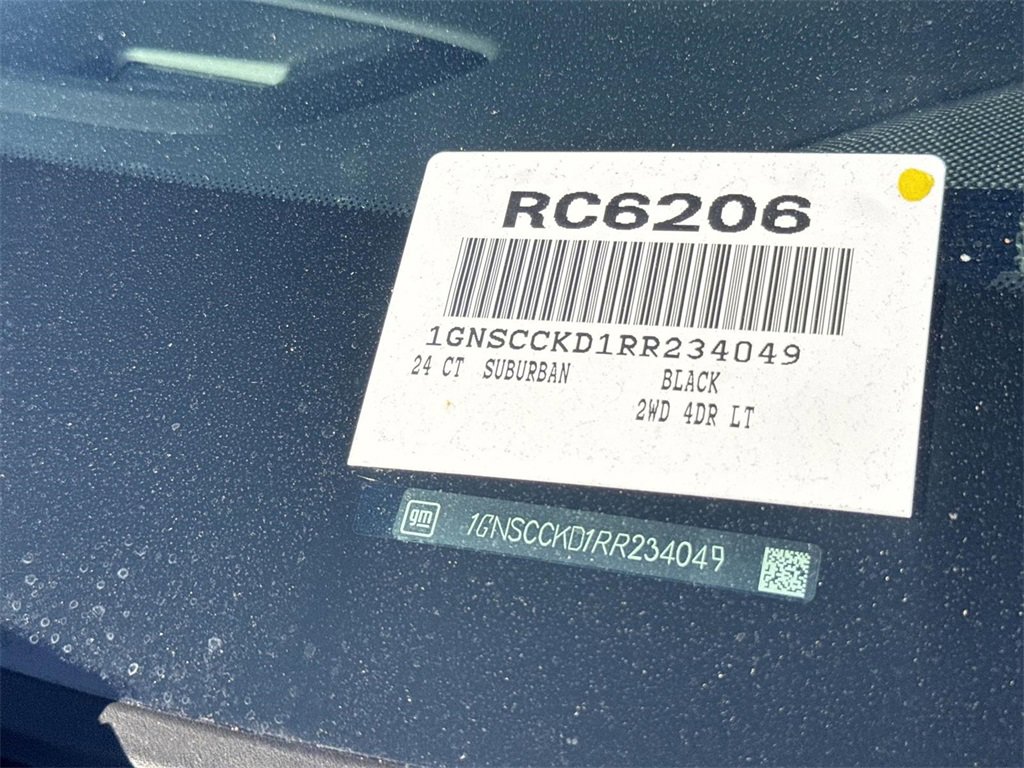 RC6206
1GNSCCKD1RR234049
24 CT SUBURBAN BLACK
2WD 4DR LT
gm 1GNSCCKD1RR234049